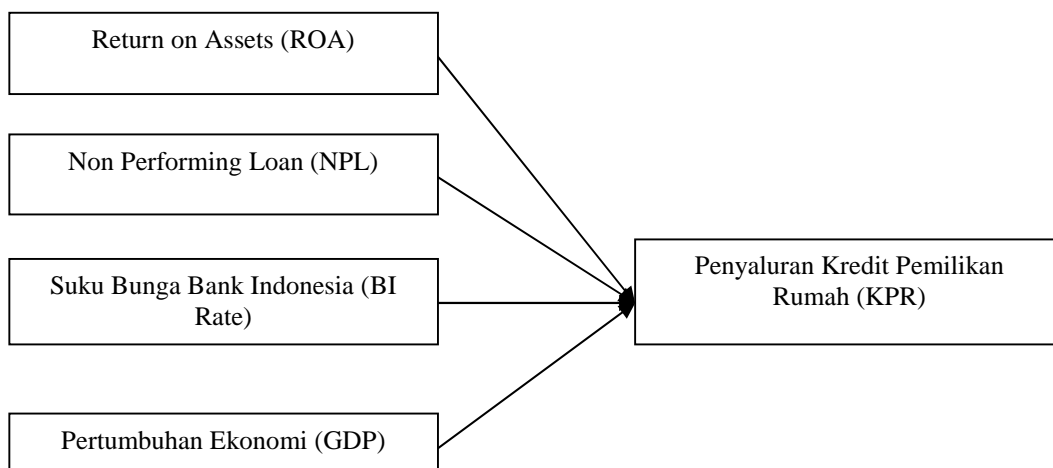 Return on Assets (ROA)
Non Performing Loan (NPL)
Suku Bunga Bank Indonesia (BI
Rate)
Penyaluran Kredit Pemilikan
Rumah (KPR)
Pertumbuhan Ekonomi (GDP)